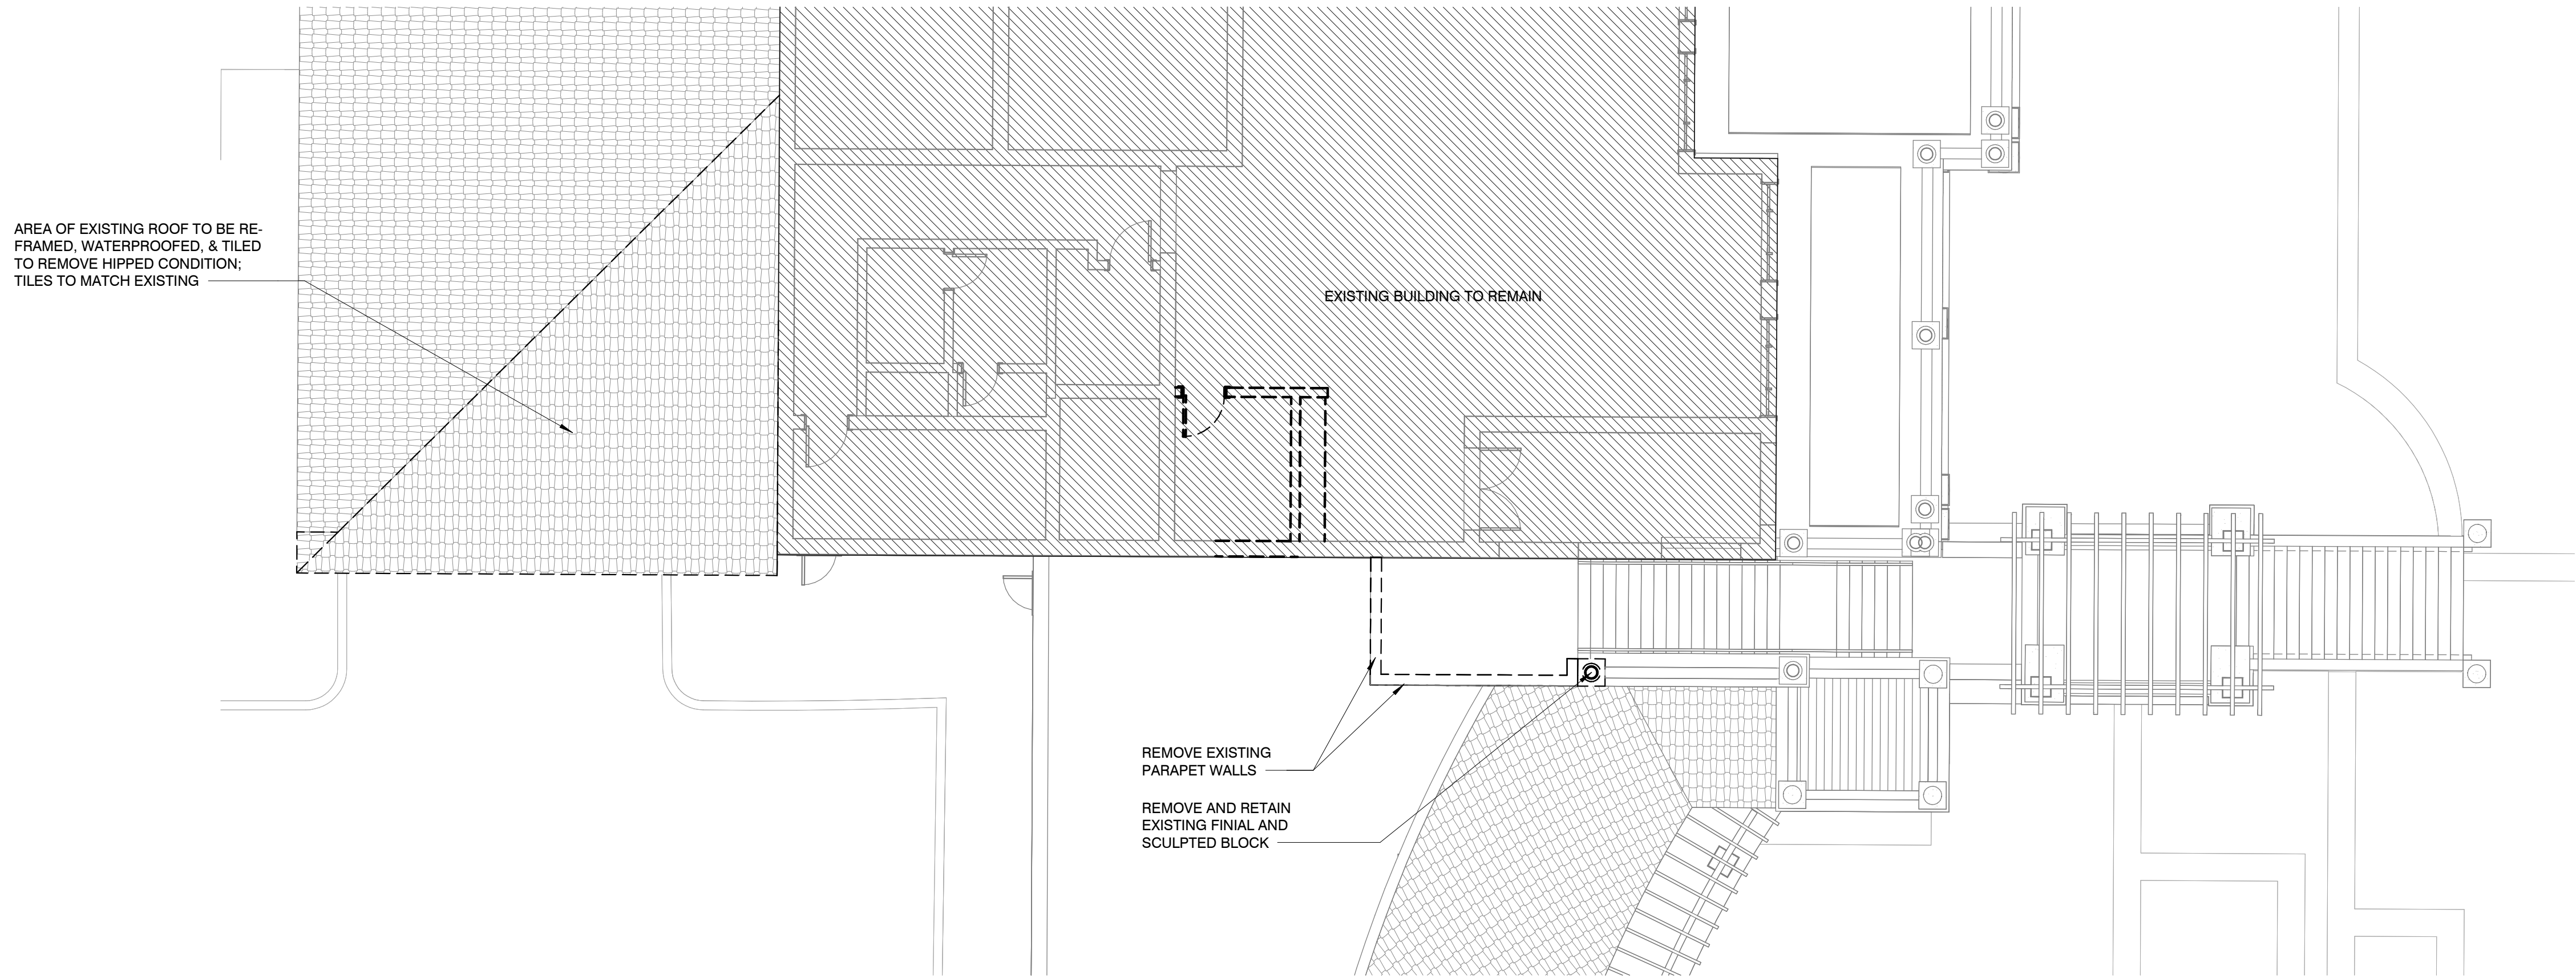 AREA OF EXISTING ROOF TO BE RE-
FRAMED, WATERPROOFED, & TILED
TO REMOVE HIPPED CONDITION;
TILES TO MATCH EXISTING
EXISTING BUILDING TO REMAIN
REMOVE EXISTING
PARAPET WALLS
REMOVE AND RETAIN
EXISTING FINIAL AND
SCULPTED BLOCK